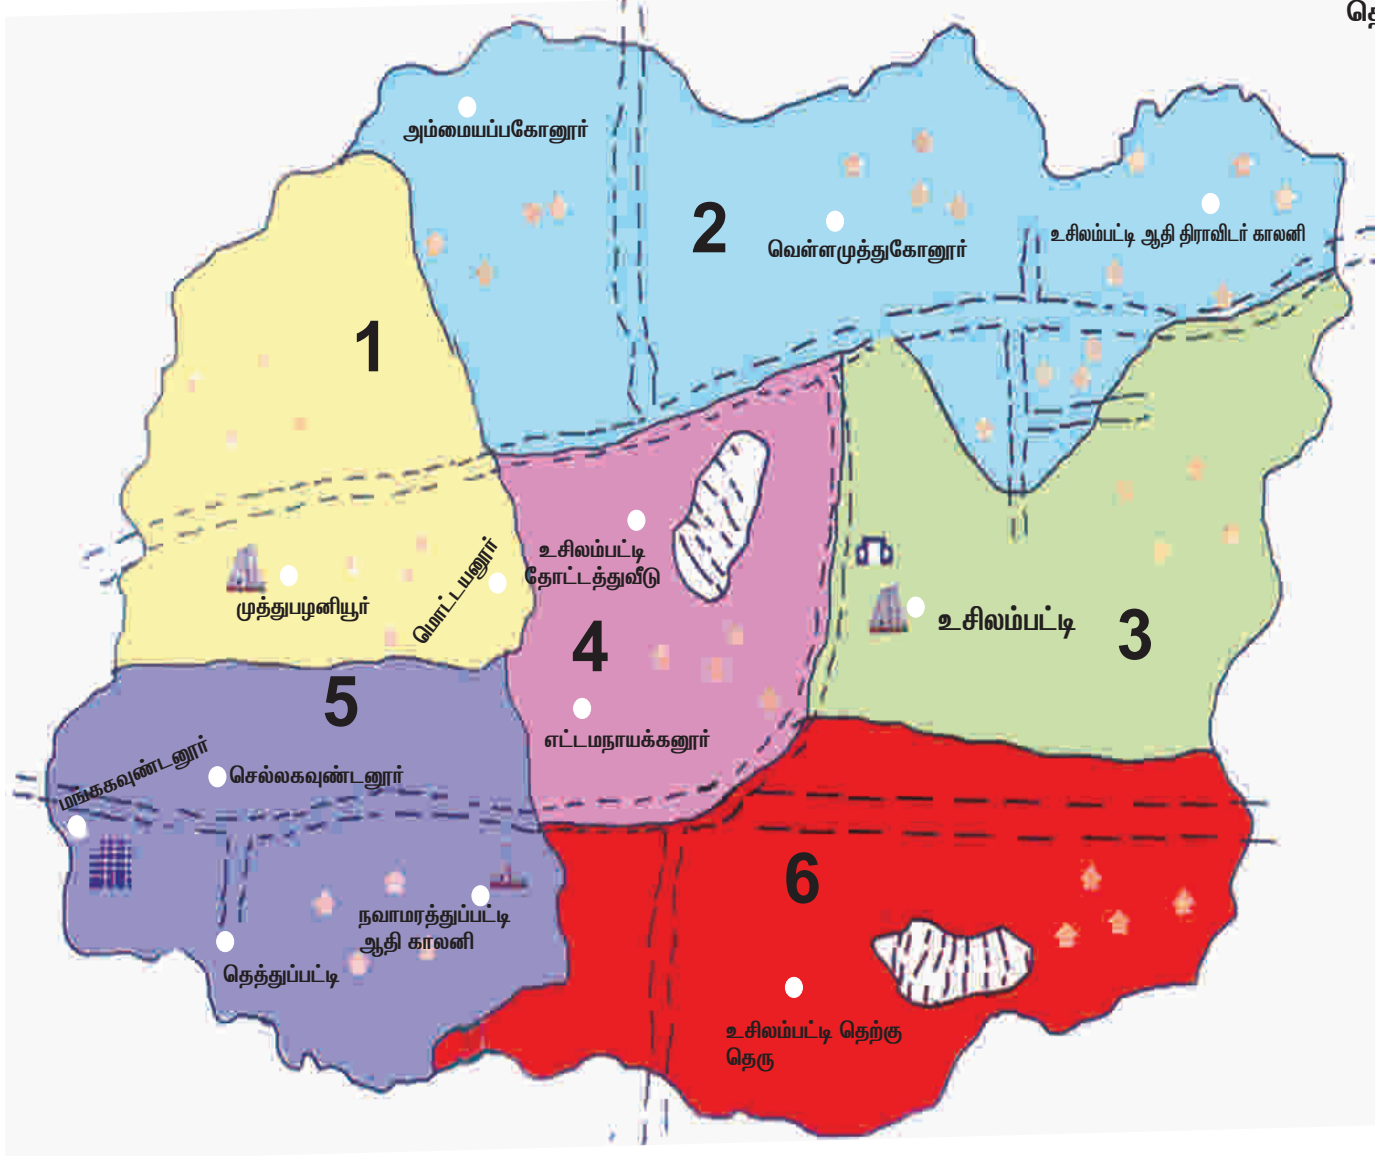 அம்மையப்பகோனூர்
2
வெள்ளமுத்துகோனூர்
உசிலம்பட்டி ஆதி திராவிடர் காலனி
1
உசிலம்பட்டி
தோட்டத்துவீடு
மொட்டயனூர்
முத்துபழனியூர்
4
உசிலம்பட்டி
3
5
எட்டமநாயக்கனூர்
மங்ககவுண்டனூர்
செல்லகவுண்டனூர்
6
நவாமரத்துப்பட்டி
ஆதி காலனி
தெத்துப்பட்டி
உசிலம்பட்டி தெற்கு
தெரு